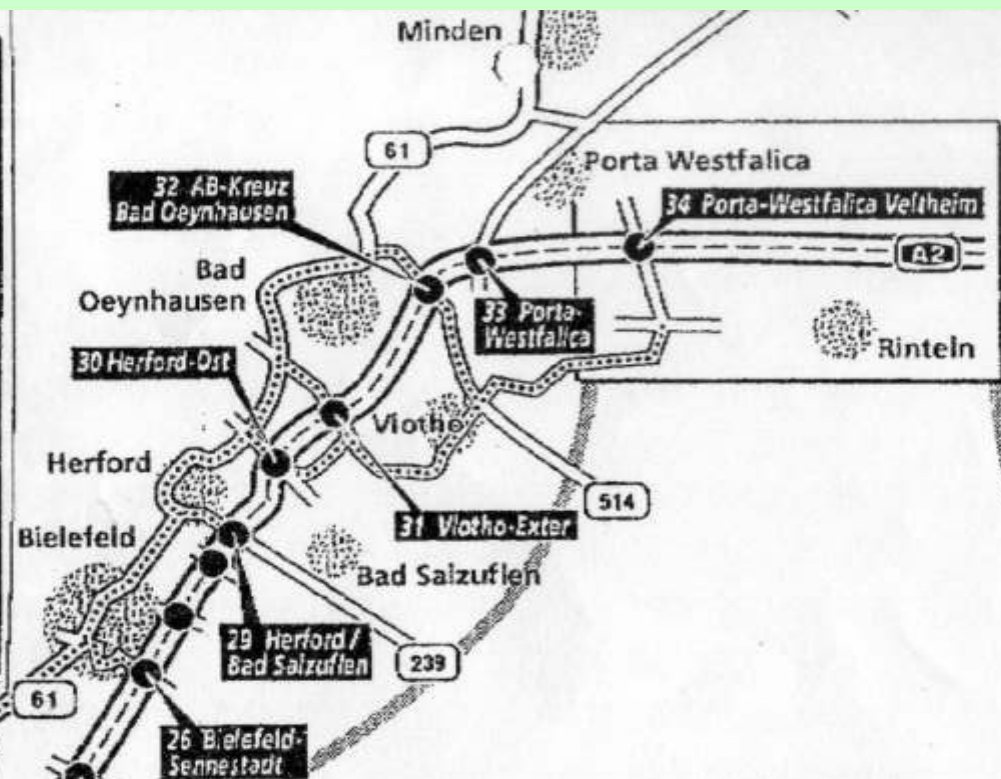 Minden
61
Porta Westfalica
32 AB-Kreuz
Bad Oeynhausen
34 Porta-Westfalica Veltheim
A2
Bad
Oeynhausen
33 Porta-
Westfalica
Rinteln
30 Herford-Ost
Vlotho
Herford
514
31 Vlotho-Exter
Bielefeld
Bad Salzuflen
29 Herford /
Bad Salzuflen
239
61
26 Bielefeld-
Sennestadt